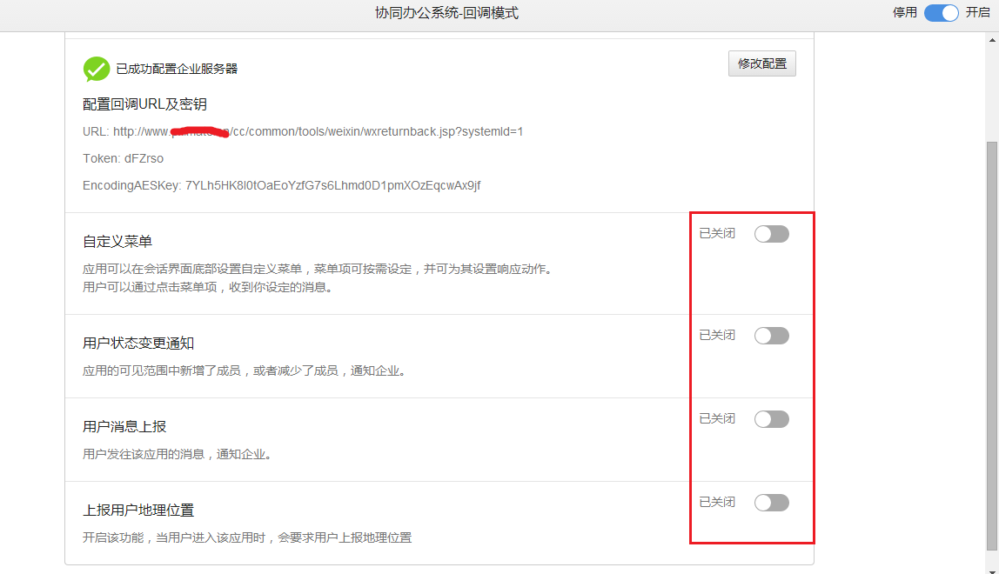 协同办公系统-回调模式
停用
开启
已成功配置企业服务器
修改配置
配置回调URL及密钥
URL: http://www. /cc/common/tools/weixin/wxreturnback.jsp?systemId=1
Token: dFZrso
EncodingAESKey: 7YLh5HK8l0tOaEoYzfG7s6Lhmd0D1pmXOzEqcwAx9jf
自定义菜单
已关闭
应用可以在会话界面底部设置自定义菜单，菜单项可按需设定，并可为其设置响应动作。
用户可以通过点击菜单项，收到你设定的消息。
用户状态变更通知
已关闭
应用的可见范围中新增了成员，或者减少了成员，通知企业。
用户消息上报
已关闭
用户发往该应用的消息，通知企业。
上报用户地理位置
已关闭
开启该功能，当用户进入该应用时，会要求用户上报地理位置